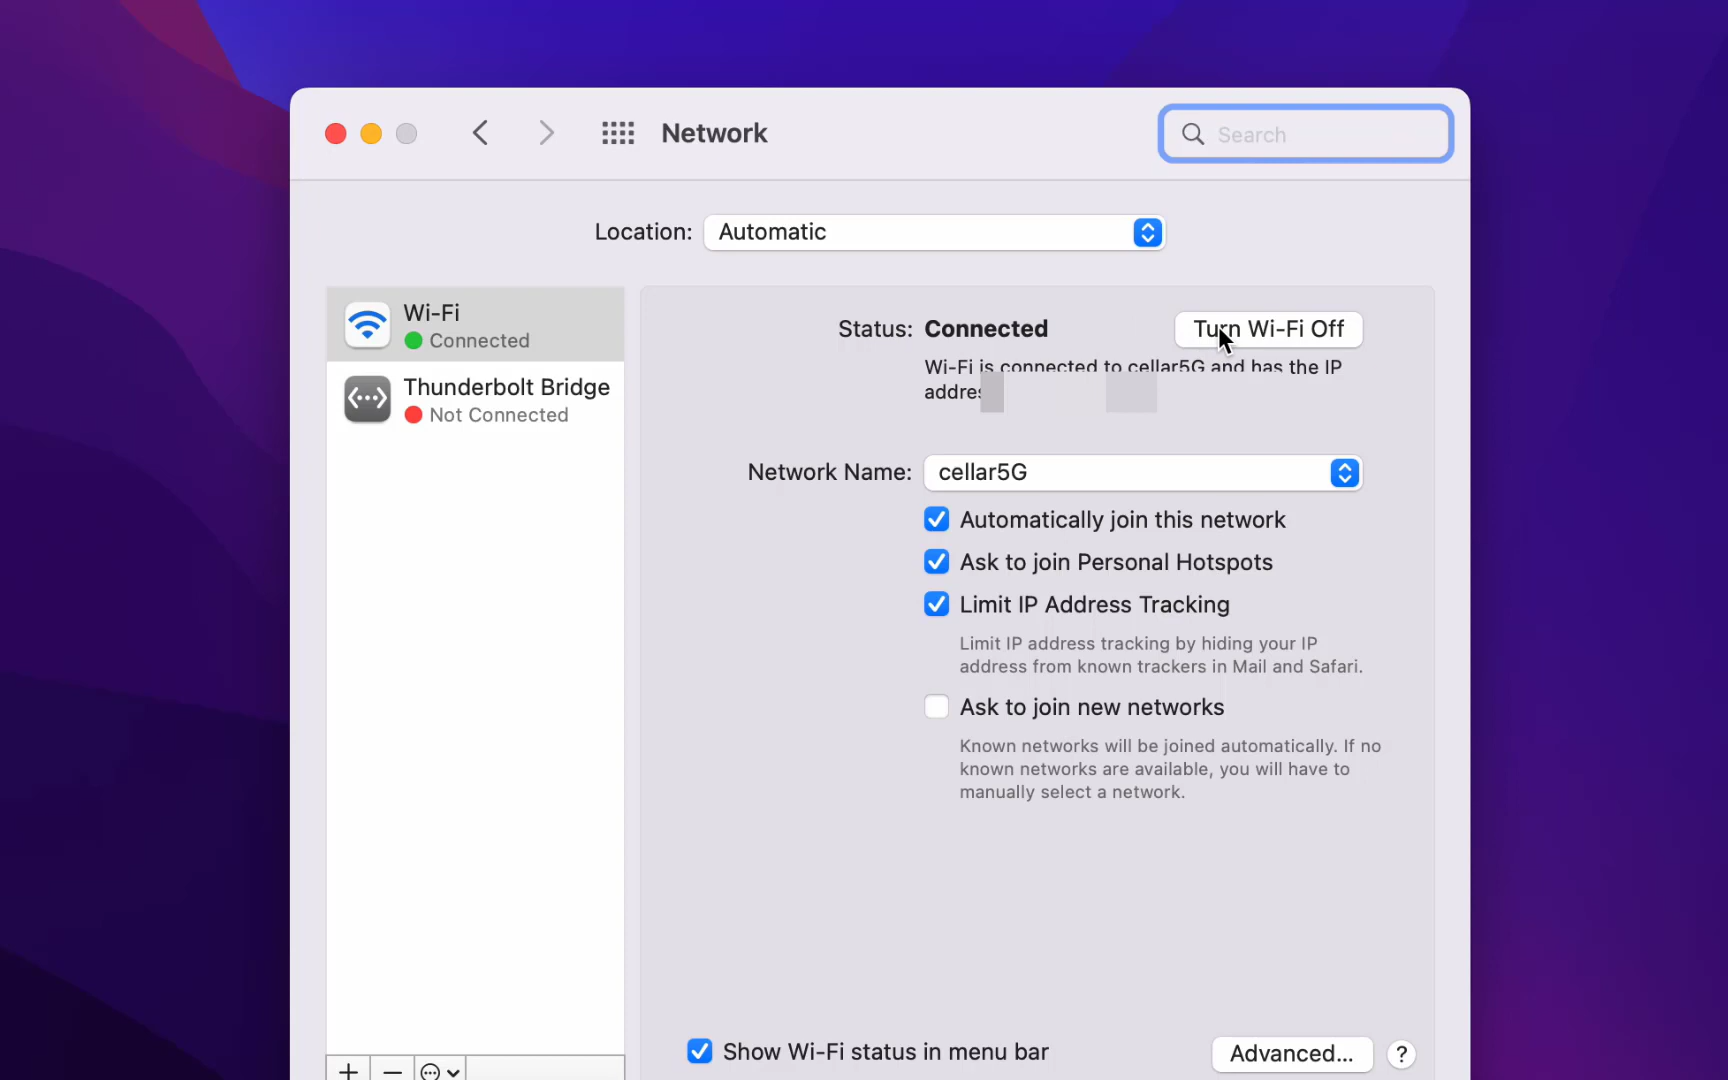 Network
Search
Location: Automatic
Wi-Fi
Connected
Thunderbolt Bridge
Not Connected
Status: Connected
Turn Wi-Fi Off
Wi-Fi is connected to cellar5G and has the IP
Network Name: cellar5G
Automatically join this network
Ask to join Personal Hotspots
Limit IP Address Tracking
Limit IP address tracking by hiding your IP
address from known trackers in Mail and Safari.
Ask to join new networks
Known networks will be joined automatically. If no
known networks are available, you will have to
manually select a network.
Show Wi-Fi status in menu bar
Advanced...
?